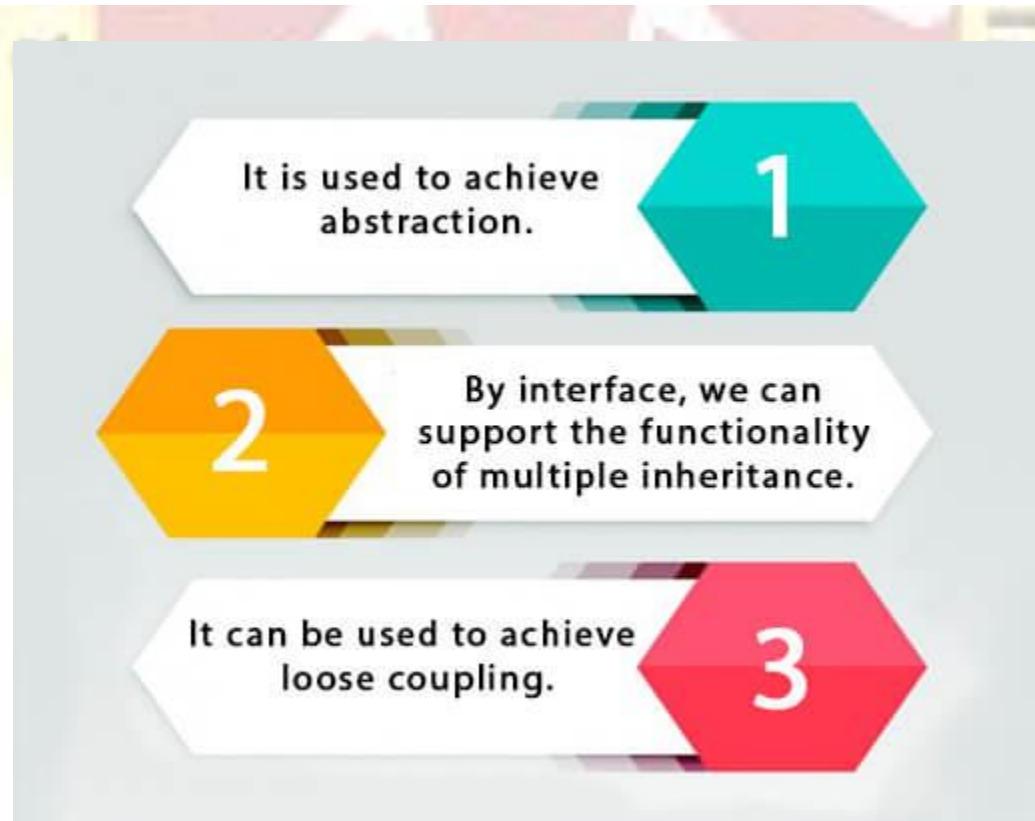 It is used to achieve
abstraction.
1
2
By interface, we can
support the functionality
of multiple inheritance.
It can be used to achieve
loose coupling.
3